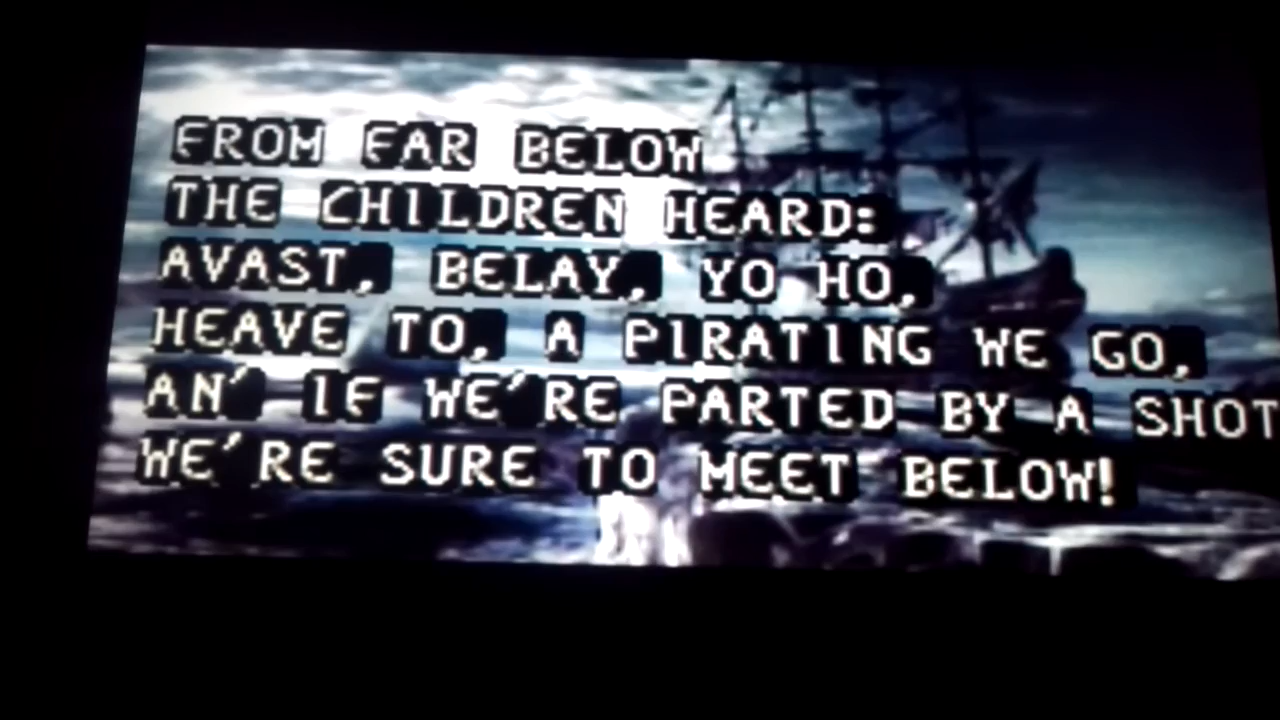 FROM FAR BELOW
THE CHILDREN HEARD:
AVAST, BELAY, YO HO,
HEAVE TO, A PIRATING WE GO,
AN' IF WE'RE PARTED BY A SHOT
WE'RE SURE TO MEET BELOW!